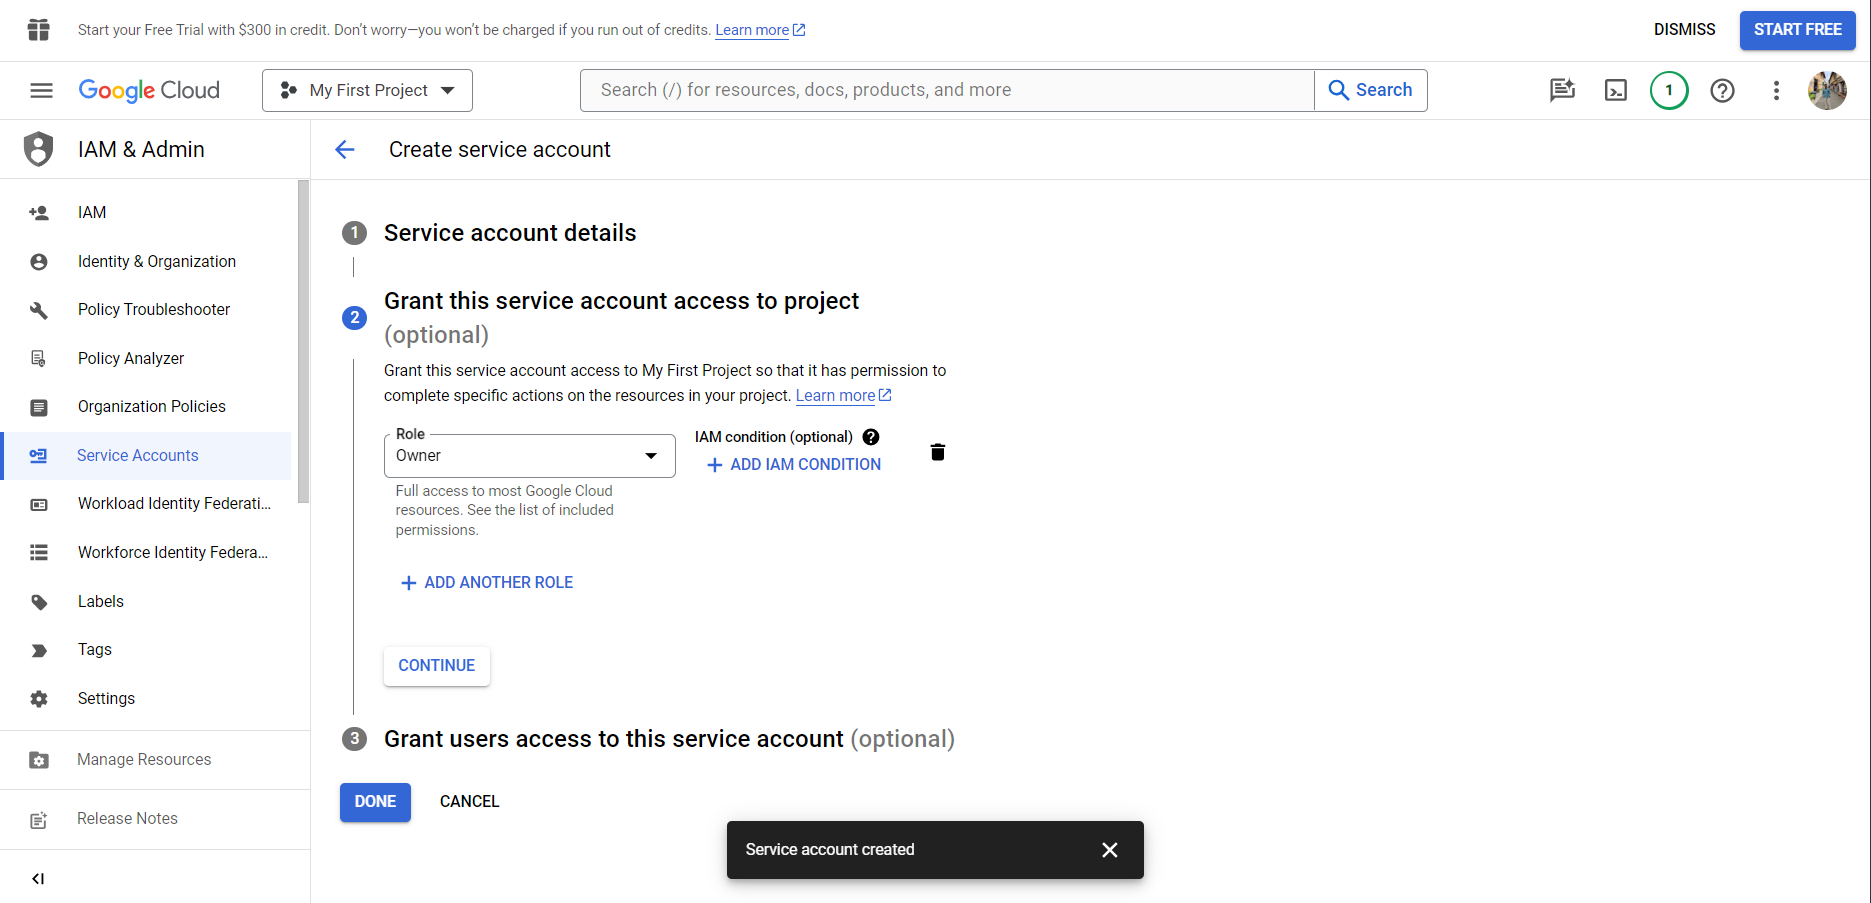 Start your Free Trial with $300 in credit. Don’t worry—you won’t be charged if you run out of credits. Learn more
DISMISS
START FREE
Google Cloud
My First Project
Search (/) for resources, docs, products, and more
Search
1
IAM & Admin
Create service account
IAM
Identity & Organization
Policy Troubleshooter
Policy Analyzer
Organization Policies
Service Accounts
Workload Identity Federati...
Workforce Identity Federa...
Labels
Tags
Settings
Manage Resources
Release Notes
1 Service account details
2 Grant this service account access to project
(optional)
Grant this service account access to My First Project so that it has permission to
complete specific actions on the resources in your project. Learn more
Role
Owner
IAM condition (optional)
ADD IAM CONDITION
Full access to most Google Cloud
resources. See the list of included
permissions.
ADD ANOTHER ROLE
CONTINUE
3 Grant users access to this service account (optional)
DONE
CANCEL
Service account created